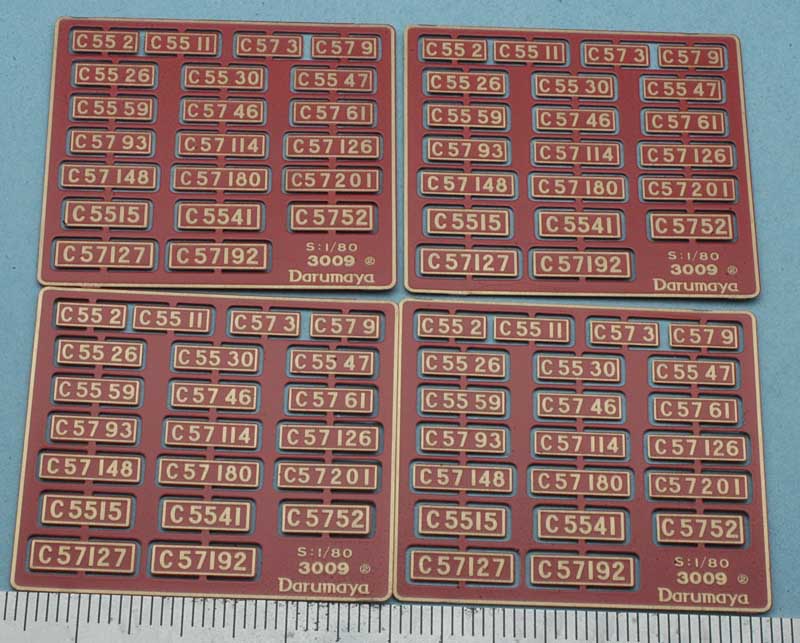 C55 2 C55 11 C57 3 C57 9
C55 26 C55 30 C55 47
C55 59 C57 46 C57 61
C57 93 C57 114 C57 126
C57 148 C57 180 C57 201
C5515 C5541 C5752
C57127 C57192
S:1/80
3009 ®
Darumaya
C55 2 C55 11 C57 3 C57 9
C55 26 C55 30 C55 47
C55 59 C57 46 C57 61
C57 93 C57 114 C57 126
C57 148 C57 180 C57 201
C5515 C5541 C5752
C57127 C57192
S:1/80
3009 ®
Darumaya
C55 2 C55 11 C57 3 C57 9
C55 26 C55 30 C55 47
C55 59 C57 46 C57 61
C57 93 C57 114 C57 126
C57 148 C57 180 C57 201
C5515 C5541 C5752
C57127 C57192
S:1/80
3009 ®
Darumaya
C55 2 C55 11 C57 3 C57 9
C55 26 C55 30 C55 47
C55 59 C57 46 C57 61
C57 93 C57 114 C57 126
C57 148 C57 180 C57 201
C5515 C5541 C5752
C57127 C57192
S:1/80
3009 ®
Darumaya